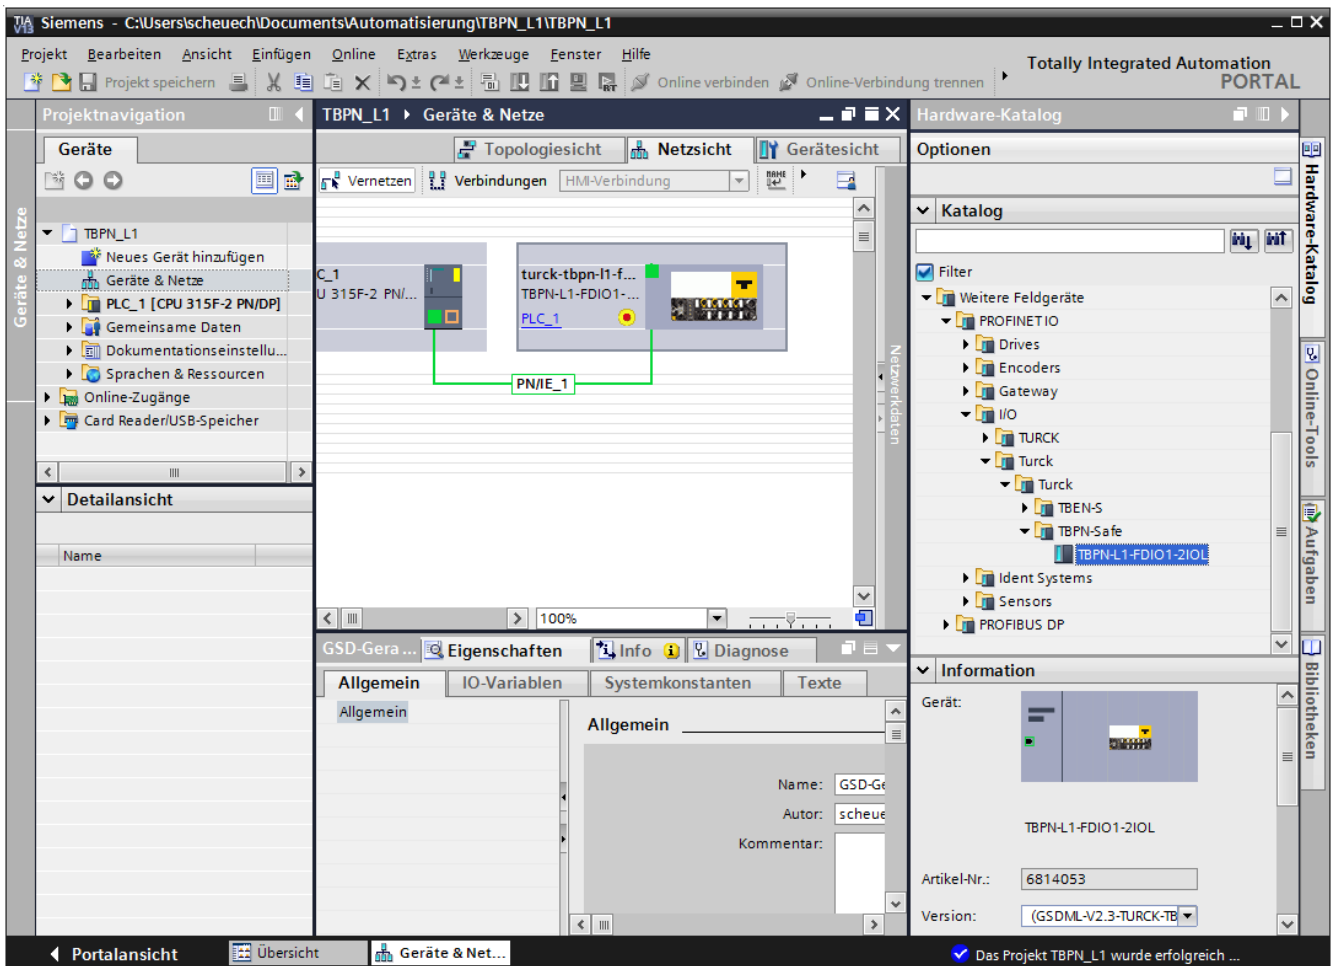 TIA V13 Siemens - C:\Users\scheuech\Documents\Automatisierung\TBPN_L1\TBPN_L1
Projekt Bearbeiten Ansicht Einfügen Online Extras Werkzeuge Fenster Hilfe
Totally Integrated Automation
PORTAL
Projekt speichern
Online verbinden
Online-Verbindung trennen
Projektnavigation
Geräte
Geräte & Netze
TBPN_L1
Neues Gerät hinzufügen
Geräte & Netze
PLC_1 [CPU 315F-2 PN/DP]
Gemeinsame Daten
Dokumentationseinstellu...
Sprachen & Ressourcen
Online-Zugänge
Card Reader/USB-Speicher
Detailansicht
Name
TBPN_L1 Geräte & Netze
Topologiesicht Netzsicht Gerätesicht
Vernetzen Verbindungen HMI-Verbindung
NAME
C_1
U 315F-2 PN/...
turck-tbpn-l1-f...
TBPN-L1-FDIO1-...
PLC_1
PN/IE_1
Netzwerkdaten
100%
GSD-Gera... Eigenschaften Info Diagnose
Allgemein IO-Variablen Systemkonstanten Texte
Allgemein
Allgemein
Name: GSD-Ge
Autor: scheue
Kommentar:
Hardware-Katalog
Optionen
Katalog
Filter
Weitere Feldgeräte
PROFINET IO
Drives
Encoders
Gateway
I/O
TURCK
Turck
Turck
TBEN-S
TBPN-Safe
TBPN-L1-FDIO1-2IOL
Ident Systems
Sensors
PROFIBUS DP
Information
Gerät:
TBPN-L1-FDIO1-2IOL
Artikel-Nr.: 6814053
Version: (GSDML-V2.3-TURCK-TB
Hardware-Katalog
Online-Tools
Aufgaben
Bibliotheken
Portalansicht Übersicht Geräte & Net... Das Projekt TBPN_L1 wurde erfolgreich ...